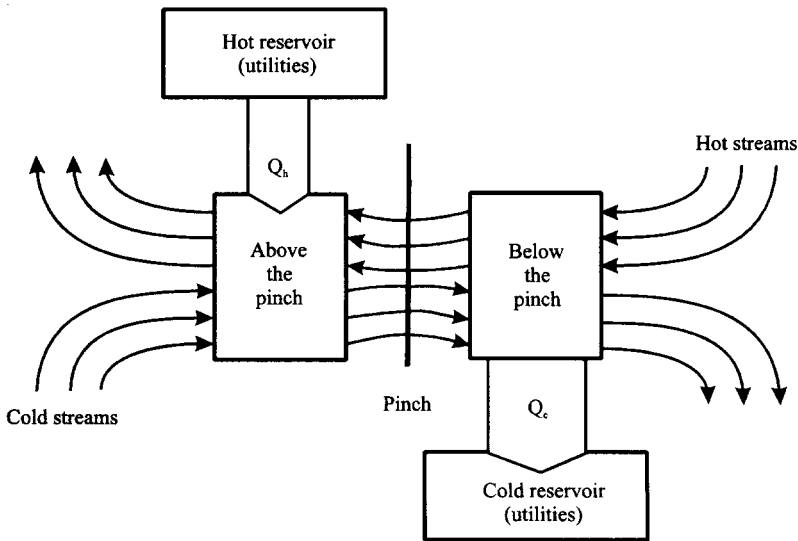 Hot reservoir
(utilities)
Qh
Hot streams
Above
the
pinch
Below
the
pinch
Cold streams
Pinch
Qc
Cold reservoir
(utilities)